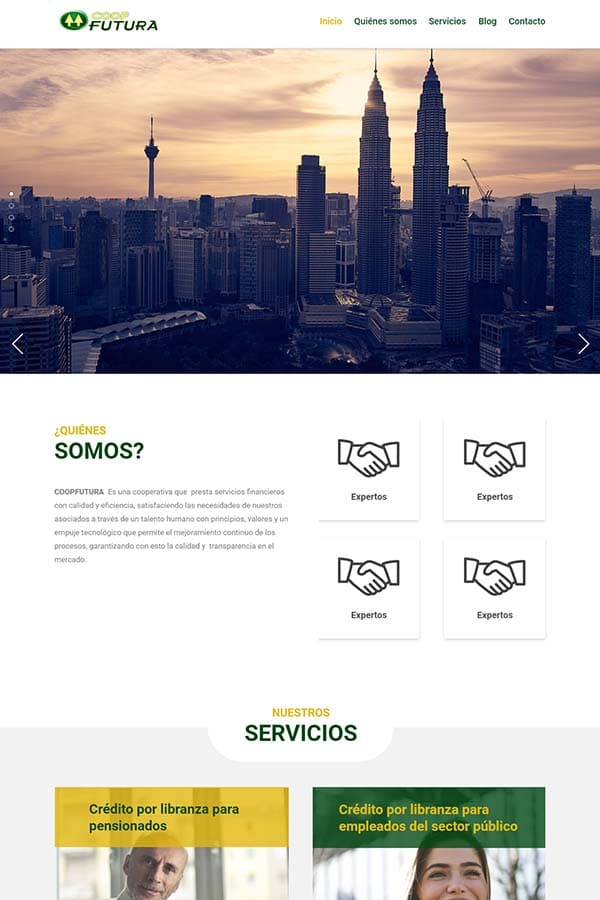 COOP
FUTURA
Inicio Quiénes somos Servicios Blog Contacto
¿QUIÉNES
SOMOS?
COOPFUTURA Es una cooperativa que presta servicios financieros
con calidad y eficiencia, satisfaciendo las necesidades de nuestros
asociados a través de un talento humano con principios, valores y un
empuje tecnológico que permite el mejoramiento continuo de los
procesos, garantizando con esto la calidad y transparencia en el
mercado.
Expertos
Expertos
Expertos
Expertos
NUESTROS
SERVICIOS
Crédito por libranza para
pensionados
Crédito por libranza para
empleados del sector público